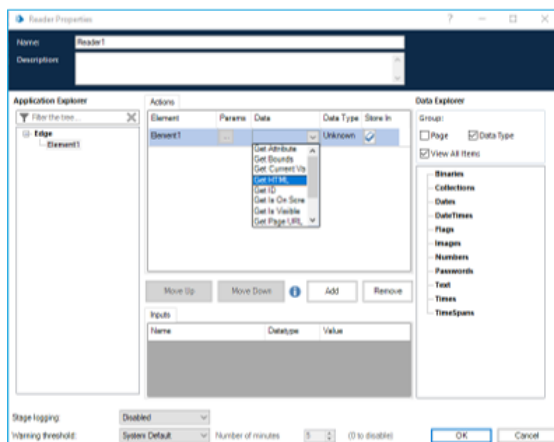 Reader Properties
Name: Reader1
Description:
Application Explorer
Filter the tree...
Edge
Element1
Actions
Element Params Data Data Type Store In
Element1 ... Unknown
Get Attribute
Get Bounds
Get Current Va
Get HTML
Get ID
Get Is On Scre
Get Is Visible
Get Page URL
Move Up Move Down Add Remove
Inputs
Name Datatype Value
Data Explorer
Group:
Page Data Type
View All Items
Binaries
Collections
Dates
DateTimes
Flags
Images
Numbers
Passwords
Text
Times
TimeSpans
Stage logging: Disabled
Warning threshold: System Default Number of minutes 5 (0 to disable)
OK Cancel